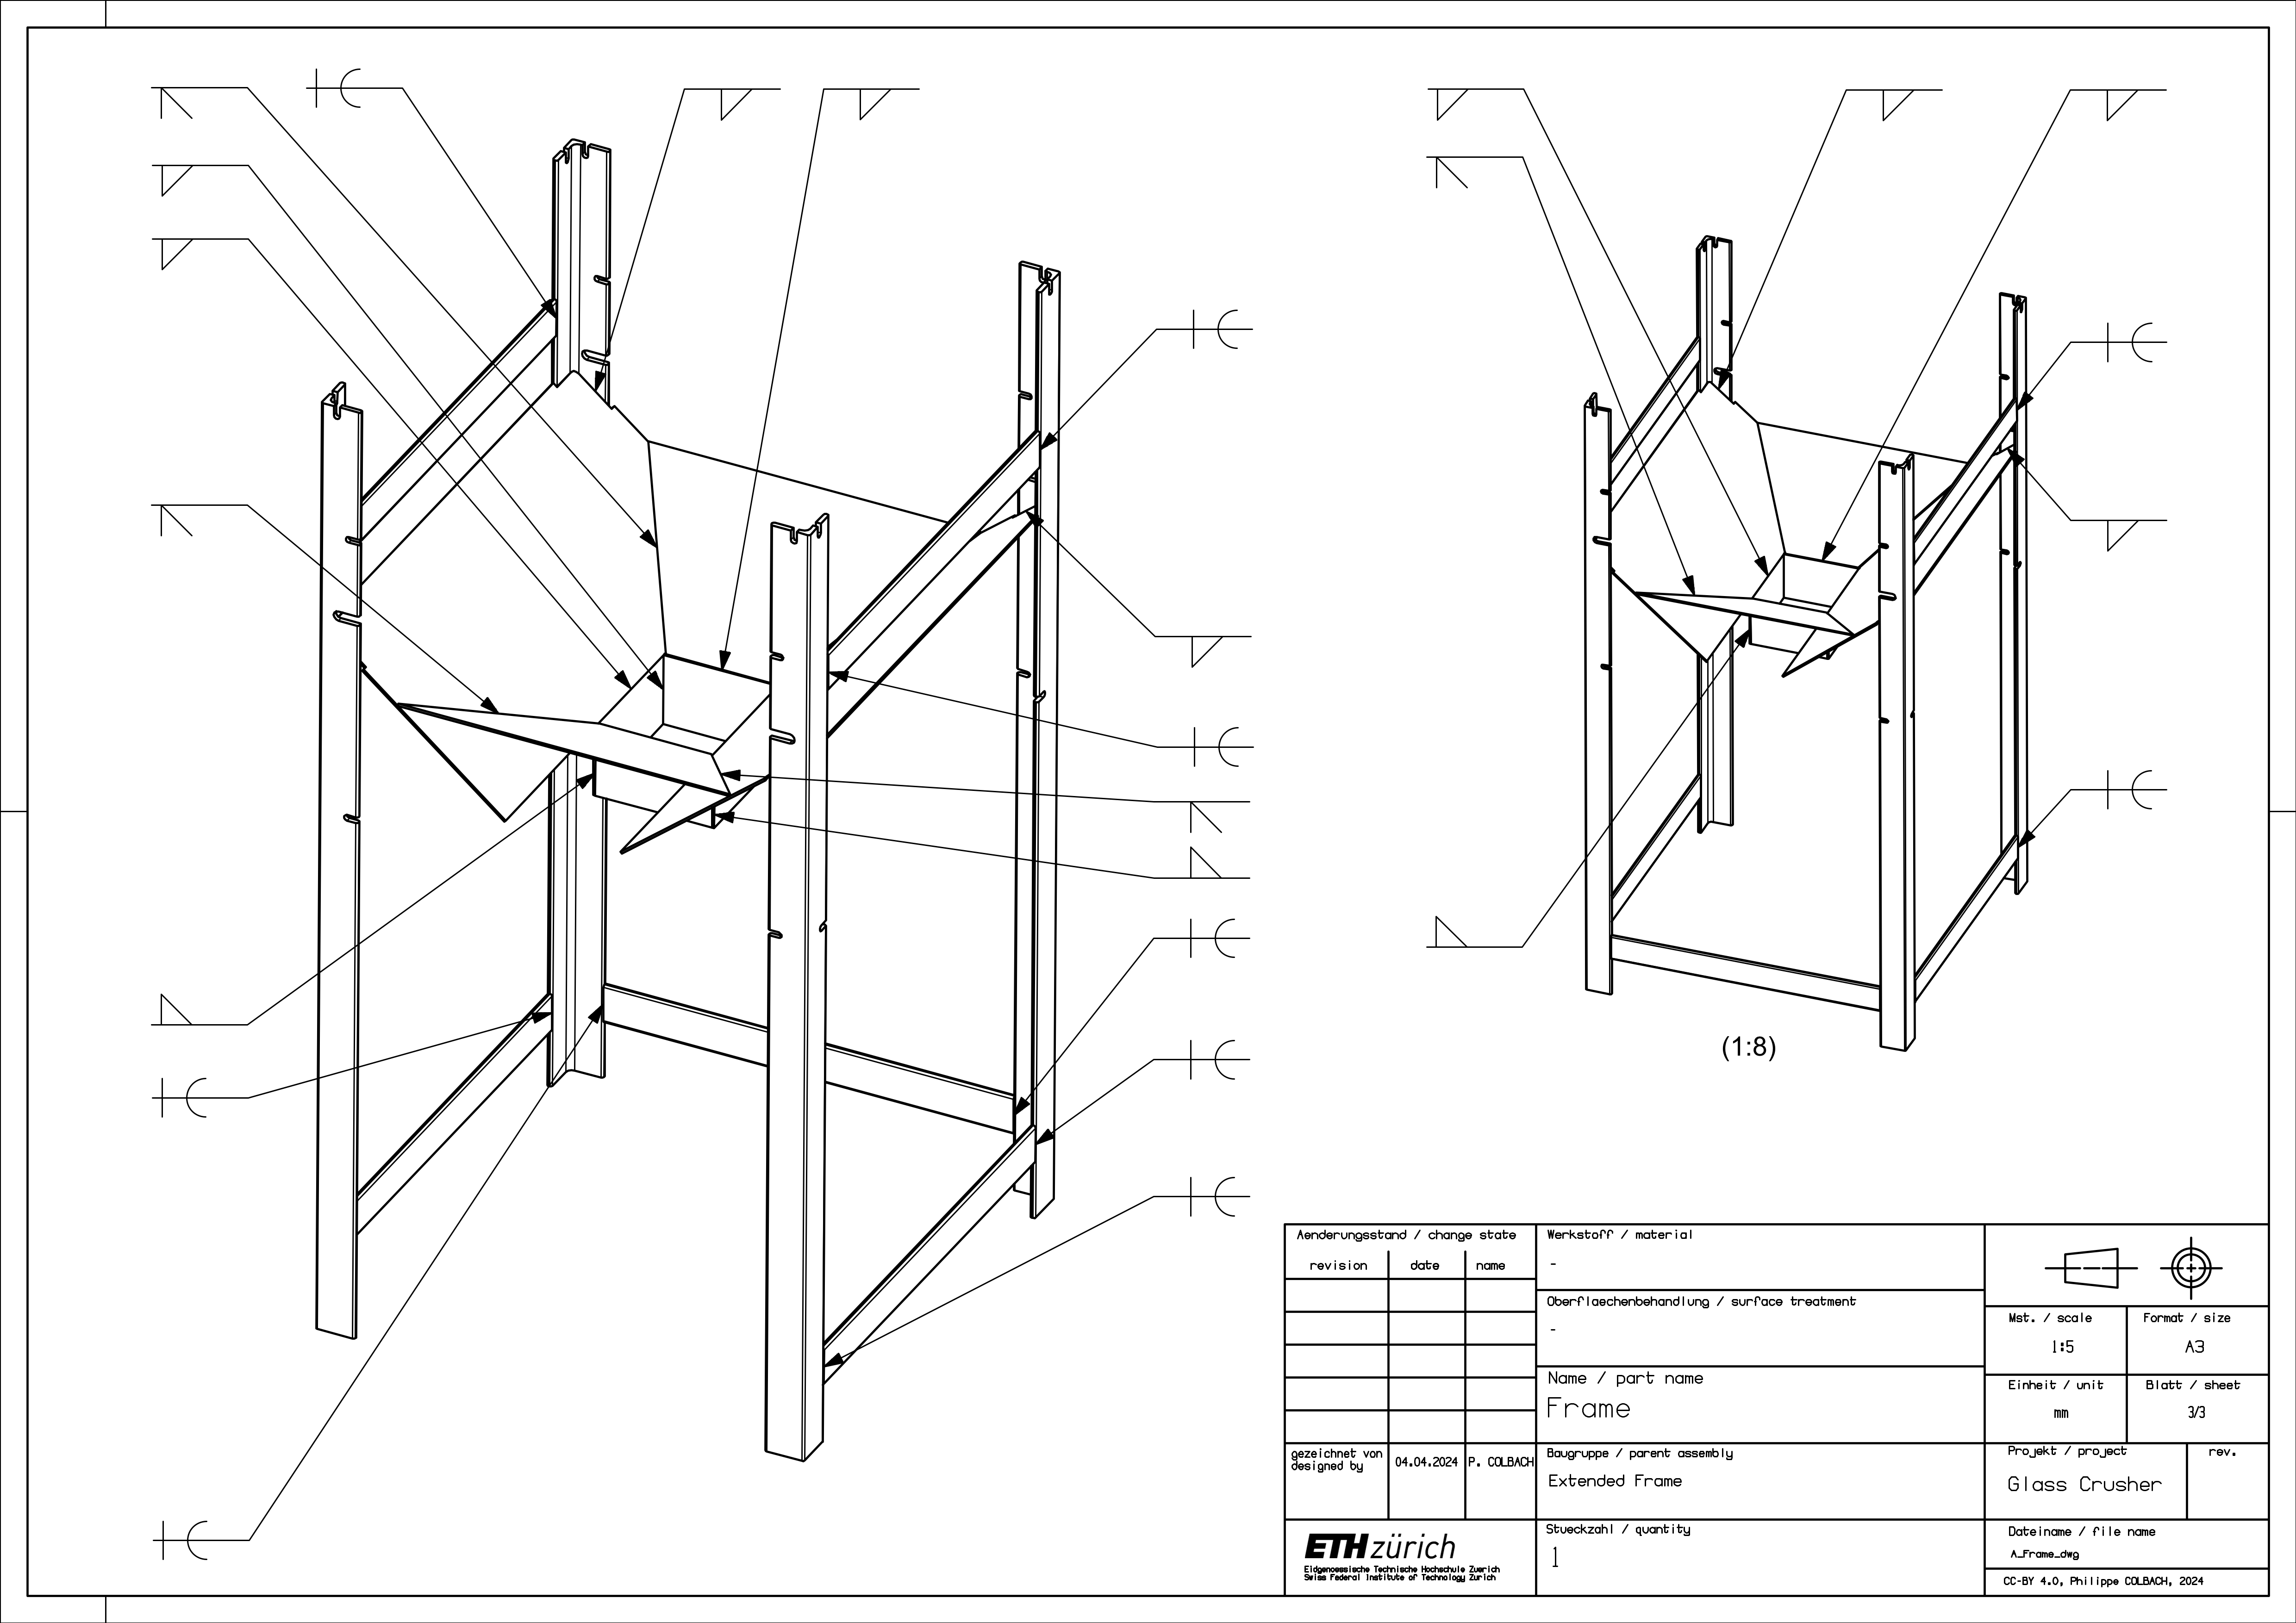 (1:8)
Aenderungsstand / change state
revision date name
gezeichnet von
designed by
04.04.2024 P. COLBACH
ETH zürich
Eidgenoessische Technische Hochschule Zuerich
Swiss Federal Institute of Technology Zurich
Werkstoff / material
-
Oberflaechenbehandlung / surface treatment
-
Name / part name
Frame
Baugruppe / parent assembly
Extended Frame
Stueckzahl / quantity
1
Mst. / scale
1:5
Format / size
A3
Einheit / unit
mm
Blatt / sheet
3/3
Projekt / project
Glass Crusher
rev.
Dateiname / file name
A_Frame_dwg
CC-BY 4.0, Philippe COLBACH, 2024